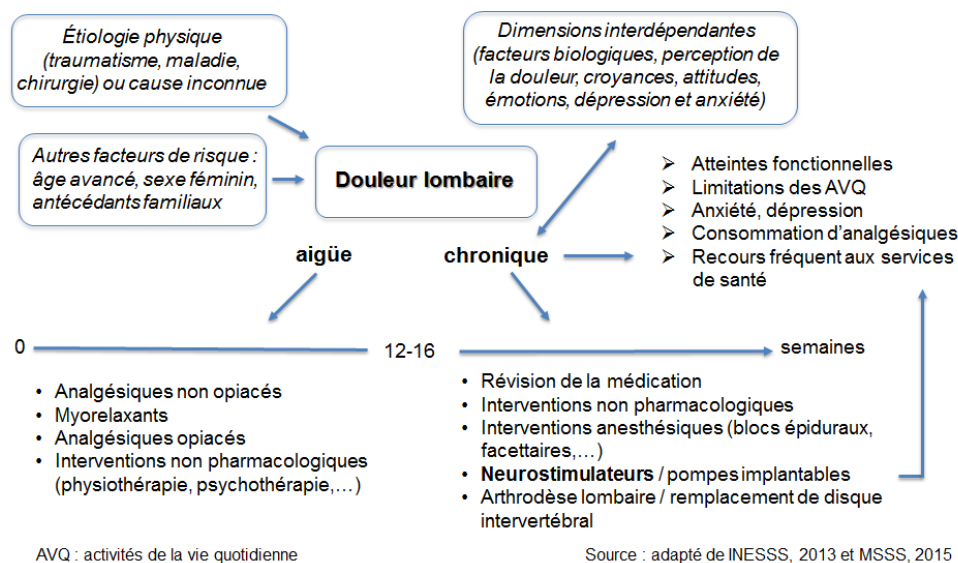 Étiologie physique
(traumatisme, maladie,
chirurgie) ou cause inconnue
Dimensions interdépendantes
(facteurs biologiques, perception de
la douleur, croyances, attitudes,
émotions, dépression et anxiété)
Autres facteurs de risque :
âge avancé, sexe féminin,
antécédants familiaux
Douleur lombaire
aigüe
chronique
➢ Atteintes fonctionnelles
➢ Limitations des AVQ
➢ Anxiété, dépression
➢ Consommation d'analgésiques
➢ Recours fréquent aux services
de santé
0
12-16
semaines
• Analgésiques non opiacés
• Myorelaxants
• Analgésiques opiacés
• Interventions non pharmacologiques
(physiothérapie, psychothérapie,…)
• Révision de la médication
• Interventions non pharmacologiques
• Interventions anesthésiques (blocs épiduraux,
facettaires,…)
• Neurostimulateurs / pompes implantables
• Arthrodèse lombaire / remplacement de disque
intervertébral
AVQ : activités de la vie quotidienne
Source : adapté de INESSS, 2013 et MSSS, 2015